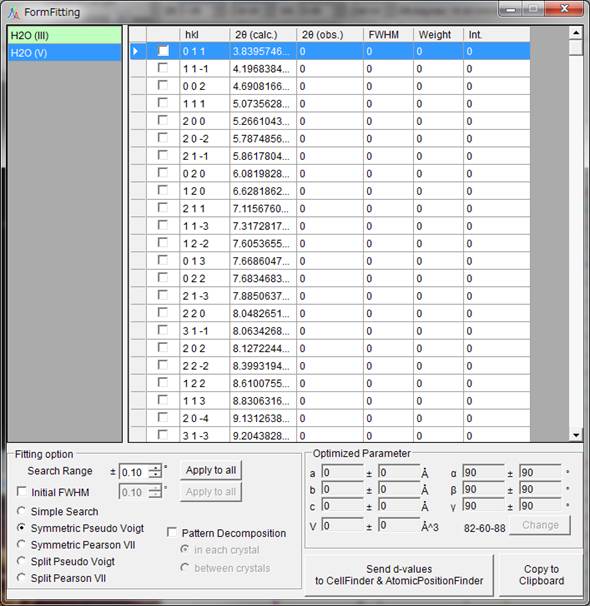 FormFitting
H2O (III)
H2O (V)
hkl 2θ (calc.) 2θ (obs.) FWHM Weight Int.
0 1 1 3.8395746... 0 0 0 0
1 1 -1 4.1968384... 0 0 0 0
0 0 2 4.6908166... 0 0 0 0
1 1 1 5.0735628... 0 0 0 0
2 0 0 5.2661043... 0 0 0 0
2 0 -2 5.7874856... 0 0 0 0
2 1 -1 5.8617804... 0 0 0 0
0 2 0 6.0819828... 0 0 0 0
1 2 0 6.6281862... 0 0 0 0
2 1 1 7.1156760... 0 0 0 0
1 1 -3 7.3172817... 0 0 0 0
1 2 -2 7.6053655... 0 0 0 0
0 1 3 7.6686047... 0 0 0 0
0 2 2 7.6834683... 0 0 0 0
2 1 -3 7.8850637... 0 0 0 0
2 2 0 8.0482651... 0 0 0 0
3 1 -1 8.0634268... 0 0 0 0
2 0 2 8.1272244... 0 0 0 0
2 2 -2 8.3993194... 0 0 0 0
1 2 2 8.6100755... 0 0 0 0
1 1 3 8.8306316... 0 0 0 0
2 0 -4 9.1312638... 0 0 0 0
3 1 -3 9.2043828... 0 0 0 0
Fitting option
Search Range ± 0.10 ° Apply to all
Initial FWHM 0.10 ° Apply to all
Simple Search
Symmetric Pseudo Voigt
Symmetric Pearson VII
Split Pseudo Voigt
Split Pearson VII
Pattern Decomposition
in each crystal
between crystals
Optimized Parameter
a 0 ± 0 Å α 90 ± 90 °
b 0 ± 0 Å β 90 ± 90 °
c 0 ± 0 Å γ 90 ± 90 °
V 0 ± 0 Å^3 82-60-88 Change
Send d-values
to CellFinder & AtomicPositionFinder
Copy to
Clipboard